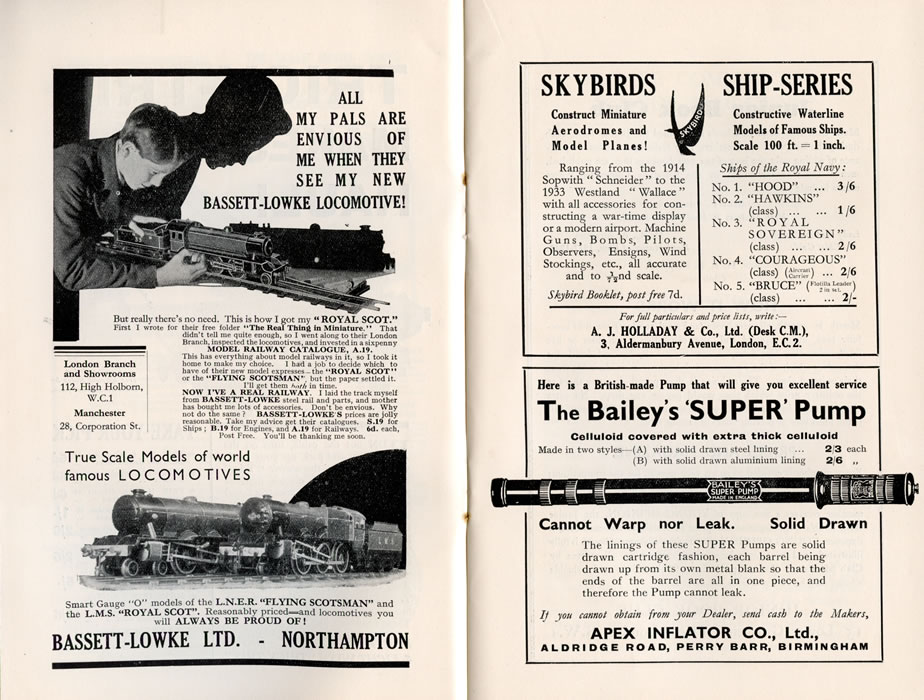 ALL
MY PALS ARE
ENVIOUS OF
ME WHEN THEY
SEE MY NEW
BASSETT-LOWKE LOCOMOTIVE!
But really there's no need. This is how I got my "ROYAL SCOT."
First I wrote for their free folder "The Real Thing in Miniature." That
didn't tell me quite enough, so I went along to their London
Branch, inspected the locomotives, and invested in a sixpenny
MODEL RAILWAY CATALOGUE, A.19.
This has everything about model railways in it, so I took it
home to make my choice. I had a job to decide which to
have of their new model expresses—the "ROYAL SCOT"
or the "FLYING SCOTSMAN", but the paper settled it.
I'll get them both in time.
NOW I'VE A REAL RAILWAY. I laid the track myself
from BASSETT-LOWKE steel rail and parts, and mother
has bought me lots of accessories. Don't be envious. Why
not do the same? BASSETT-LOWKE'S prices are jolly
reasonable. Take my advice get their catalogues. S.19 for
Ships; B.19 for Engines, and A.19 for Railways. 6d. each,
Post Free. You'll be thanking me soon.
London Branch
and Showrooms
112, High Holborn,
W.C.1
Manchester
28, Corporation St.
True Scale Models of world
famous LOCOMOTIVES
L M S
Smart Gauge "O" models of the L.N.E.R. "FLYING SCOTSMAN" and
the L.M.S. "ROYAL SCOT". Reasonably priced—and locomotives you
will ALWAYS BE PROUD OF!
BASSETT-LOWKE LTD. - NORTHAMPTON
SKYBIRDS
Construct Miniature
Aerodromes and
Model Planes!
SKYBIRD
SHIP-SERIES
Constructive Waterline
Models of Famous Ships.
Scale 100 ft. = 1 inch.
Ranging from the 1914
Sopwith "Schneider" to the
1933 Westland "Wallace"
with all accessories for con-
structing a war-time display
or a modern airport. Machine
Guns, Bombs, Pilots,
Observers, Ensigns, Wind
Stockings, etc., all accurate
and to 1/72nd scale.
Skybird Booklet, post free 7d.
Ships of the Royal Navy:
No. 1. "HOOD" ... 3/6
No. 2. "HAWKINS"
(class) ... ... 1/6
No. 3. "ROYAL
SOVEREIGN"
(class) ... ... 2/6
No. 4. "COURAGEOUS"
(class) (Aircraft Carrier) ... 2/6
No. 5. "BRUCE" (Flotilla Leader 2 in set.)
(class) ... ... 2/-
For full particulars and price lists, write:—
A. J. HOLLADAY & Co., Ltd. (Desk C.M.),
3, Aldermanbury Avenue, London, E.C.2.
Here is a British-made Pump that will give you excellent service
The Bailey's 'SUPER' Pump
Celluloid covered with extra thick celluloid
Made in two styles—(A) with solid drawn steel lining ... 2/3 each
(B) with solid drawn aluminium lining 2/6 „
BAILEY'S
SUPER PUMP
MADE IN ENGLAND
Cannot Warp nor Leak. Solid Drawn
The linings of these SUPER Pumps are solid
drawn cartridge fashion, each barrel being
drawn up from its own metal blank so that the
ends of the barrel are all in one piece, and
therefore the Pump cannot leak.
If you cannot obtain from your Dealer, send cash to the Makers,
APEX INFLATOR CO., Ltd.,
ALDRIDGE ROAD, PERRY BARR, BIRMINGHAM